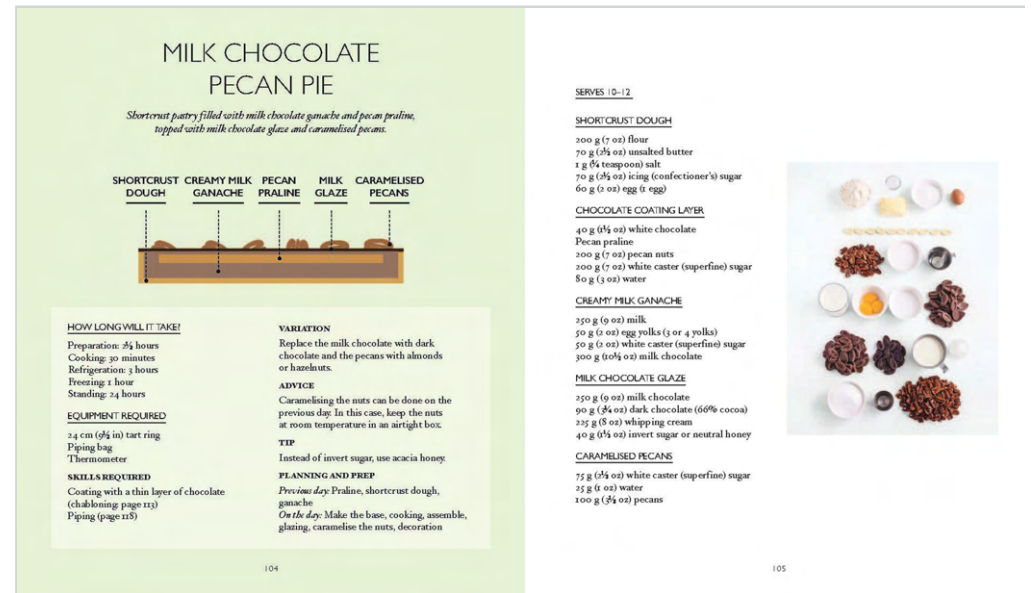 MILK CHOCOLATE
PECAN PIE
Shortcrust pastry filled with milk chocolate ganache and pecan praline,
topped with milk chocolate glaze and caramelised pecans.
SHORTCRUST
DOUGH
CREAMY MILK
GANACHE
PECAN
PRALINE
MILK
GLAZE
CARAMELISED
PECANS
HOW LONG WILL IT TAKE?
Preparation: 2½ hours
Cooking: 30 minutes
Refrigeration: 3 hours
Freezing: 1 hour
Standing: 24 hours
EQUIPMENT REQUIRED
24 cm (9½ in) tart ring
Piping bag
Thermometer
SKILLS REQUIRED
Coating with a thin layer of chocolate
(chabloning: page 113)
Piping (page 118)
VARIATION
Replace the milk chocolate with dark
chocolate and the pecans with almonds
or hazelnuts.
ADVICE
Caramelising the nuts can be done on the
previous day. In this case, keep the nuts
at room temperature in an airtight box.
TIP
Instead of invert sugar, use acacia honey.
PLANNING AND PREP
Previous day: Praline, shortcrust dough,
ganache
On the day: Make the base, cooking, assemble,
glazing, caramelise the nuts, decoration
104
SERVES 10–12
SHORTCRUST DOUGH
200 g (7 oz) flour
70 g (2½ oz) unsalted butter
1 g (¼ teaspoon) salt
70 g (2½ oz) icing (confectioner's) sugar
60 g (2 oz) egg (1 egg)
CHOCOLATE COATING LAYER
40 g (1½ oz) white chocolate
Pecan praline
200 g (7 oz) pecan nuts
200 g (7 oz) white caster (superfine) sugar
80 g (3 oz) water
CREAMY MILK GANACHE
250 g (9 oz) milk
50 g (2 oz) egg yolks (3 or 4 yolks)
50 g (2 oz) white caster (superfine) sugar
300 g (10½ oz) milk chocolate
MILK CHOCOLATE GLAZE
250 g (9 oz) milk chocolate
90 g (3¼ oz) dark chocolate (66% cocoa)
225 g (8 oz) whipping cream
40 g (1½ oz) invert sugar or neutral honey
CARAMELISED PECANS
75 g (2½ oz) white caster (superfine) sugar
25 g (1 oz) water
100 g (3½ oz) pecans
105